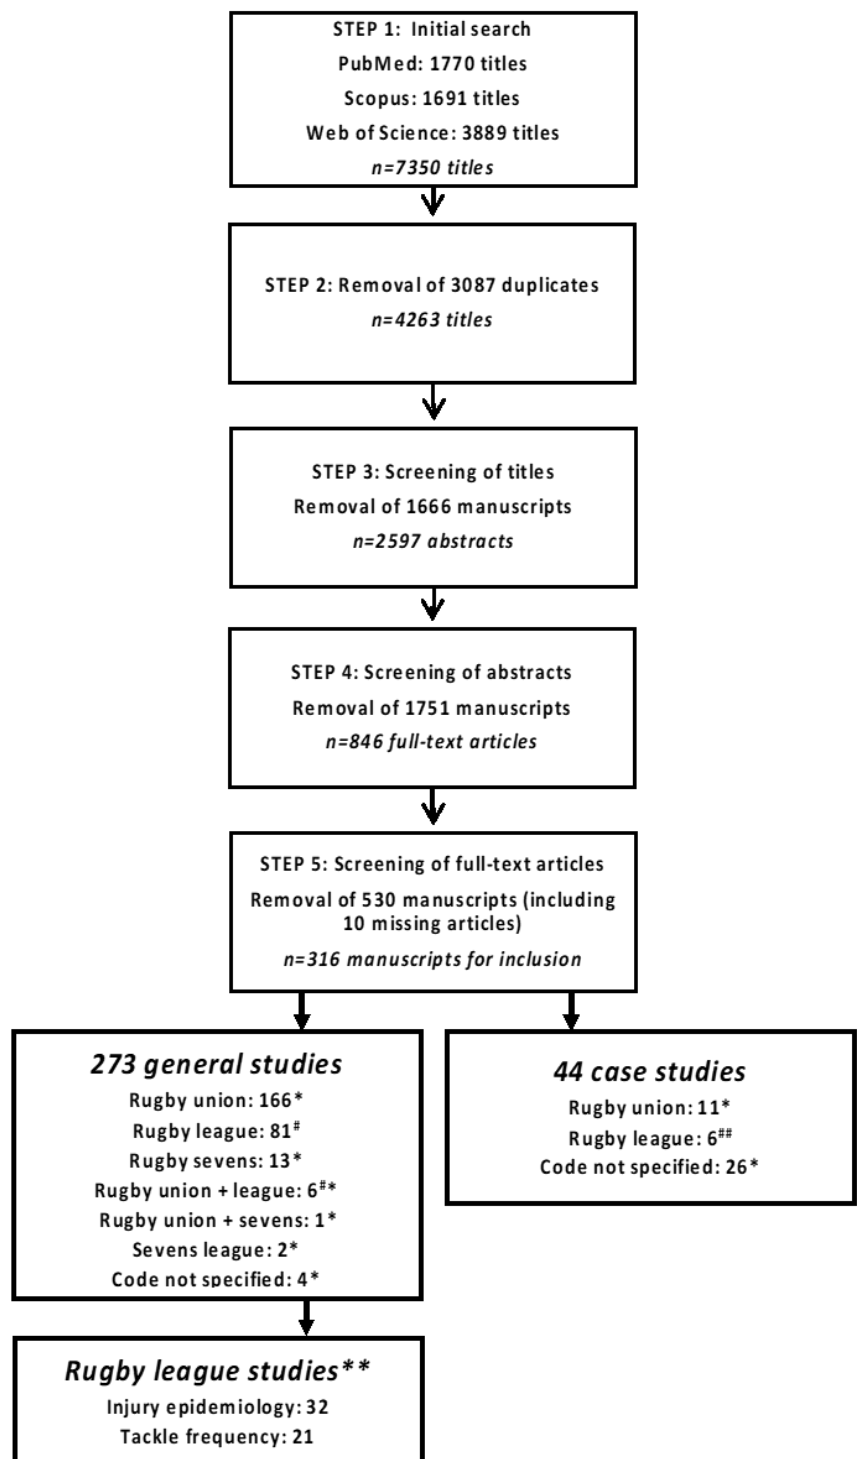 STEP 1: Initial search
PubMed: 1770 titles
Scopus: 1691 titles
Web of Science: 3889 titles
n=7350 titles
STEP 2: Removal of 3087 duplicates
n=4263 titles
STEP 3: Screening of titles
Removal of 1666 manuscripts
n=2597 abstracts
STEP 4: Screening of abstracts
Removal of 1751 manuscripts
n=846 full-text articles
STEP 5: Screening of full-text articles
Removal of 530 manuscripts (including
10 missing articles)
n=316 manuscripts for inclusion
273 general studies
Rugby union: 166*
Rugby league: 81#
Rugby sevens: 13*
Rugby union + league: 6#*
Rugby union + sevens: 1*
Sevens league: 2*
Code not specified: 4*
44 case studies
Rugby union: 11*
Rugby league: 6##
Code not specified: 26*
Rugby league studies**
Injury epidemiology: 32
Tackle frequency: 21